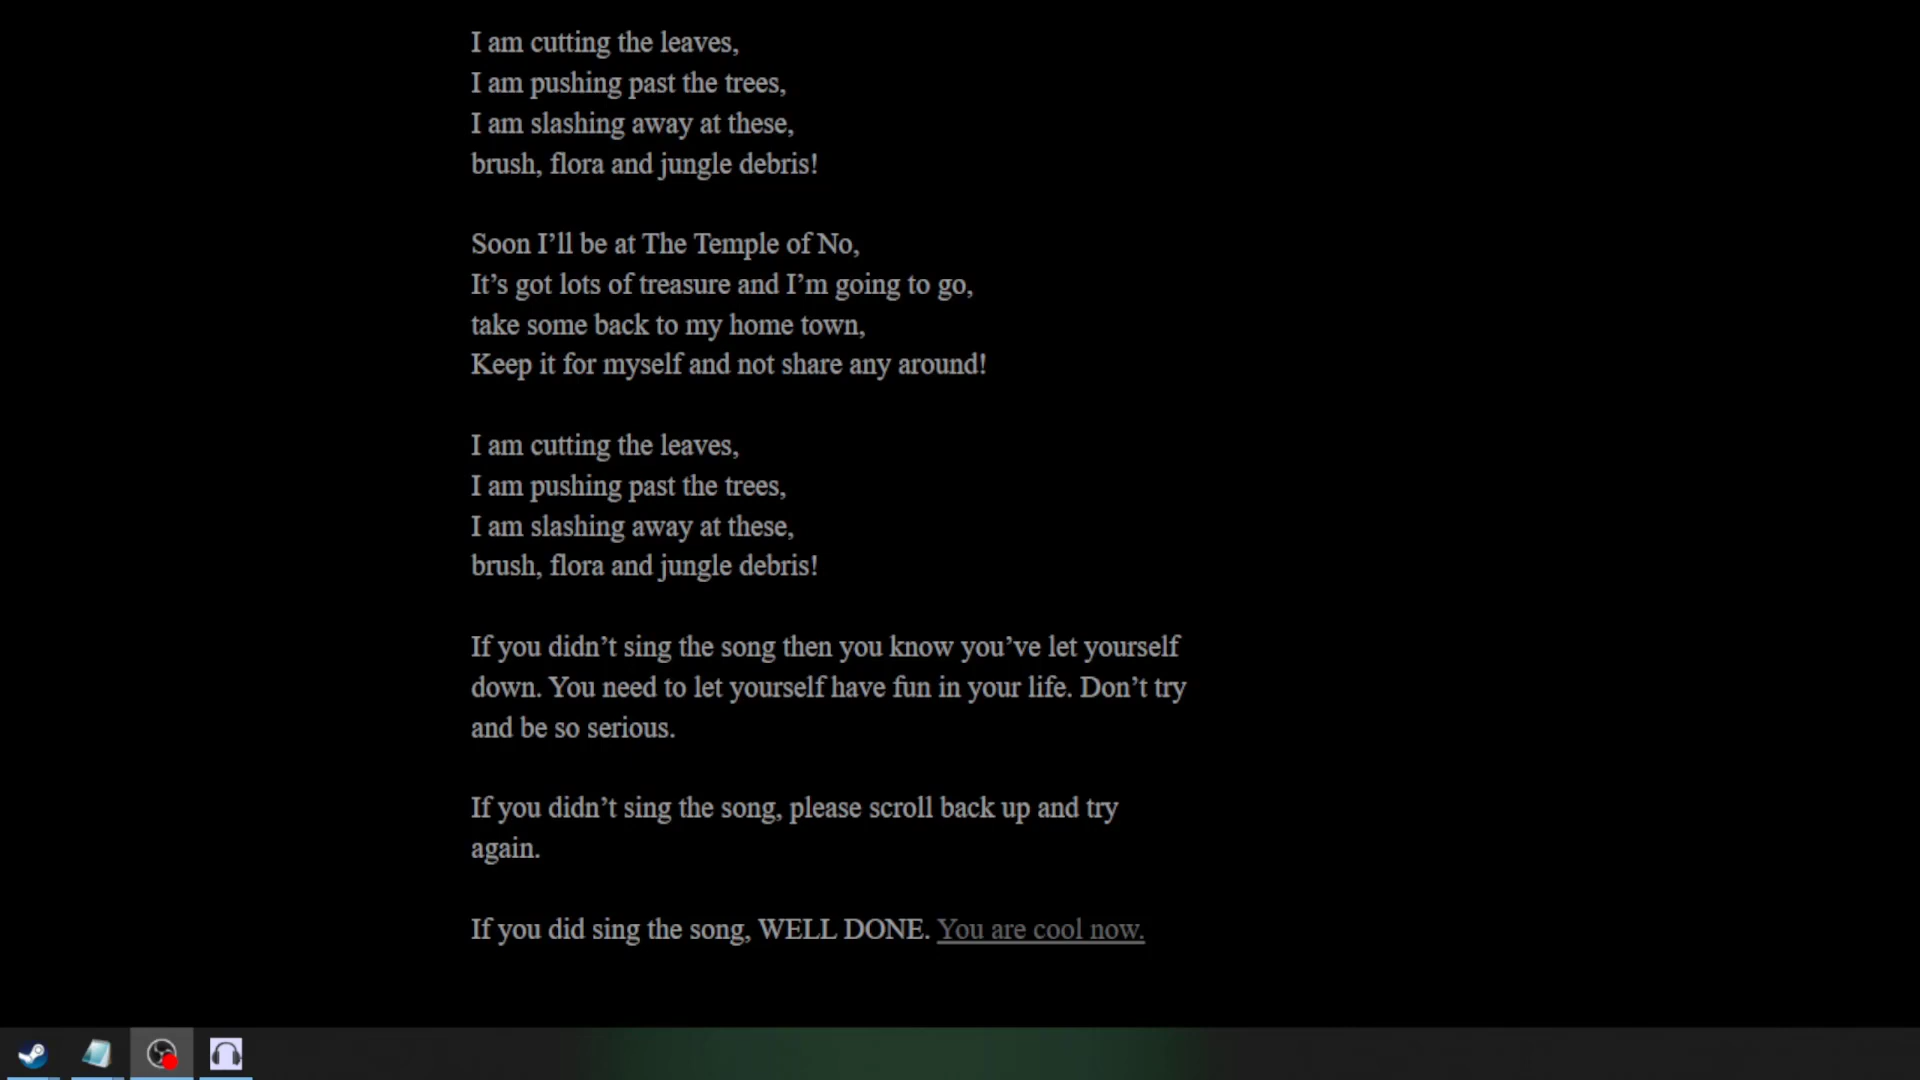 I am cutting the leaves,
I am pushing past the trees,
I am slashing away at these,
brush, flora and jungle debris!
Soon I’ll be at The Temple of No,
It’s got lots of treasure and I’m going to go,
take some back to my home town,
Keep it for myself and not share any around!
I am cutting the leaves,
I am pushing past the trees,
I am slashing away at these,
brush, flora and jungle debris!
If you didn’t sing the song then you know you’ve let yourself
down. You need to let yourself have fun in your life. Don’t try
and be so serious.
If you didn’t sing the song, please scroll back up and try
again.
If you did sing the song, WELL DONE. You are cool now.